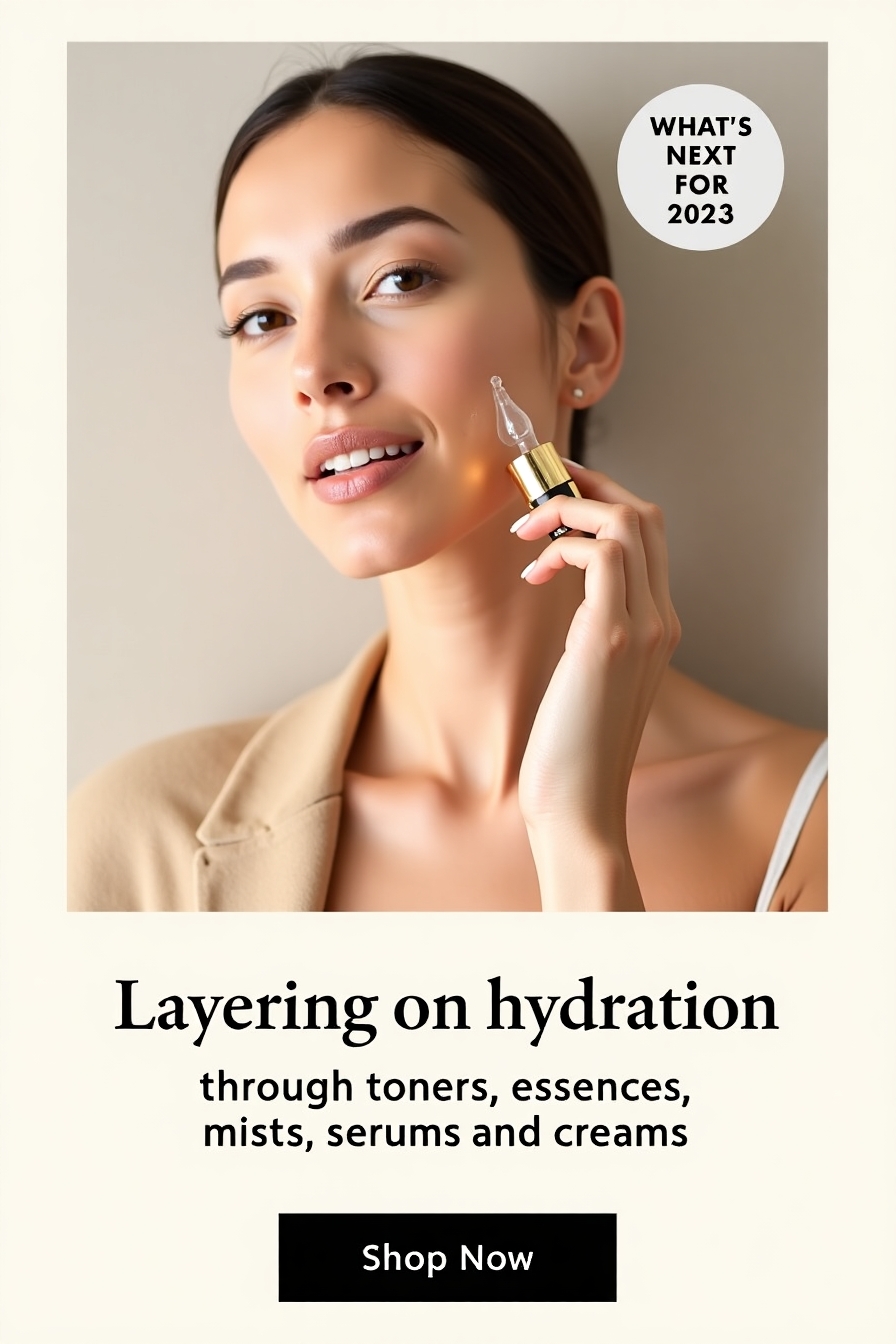 WHAT'S
NEXT
FOR
2023
Layering on hydration
through toners, essences,
mists, serums and creams
Shop Now